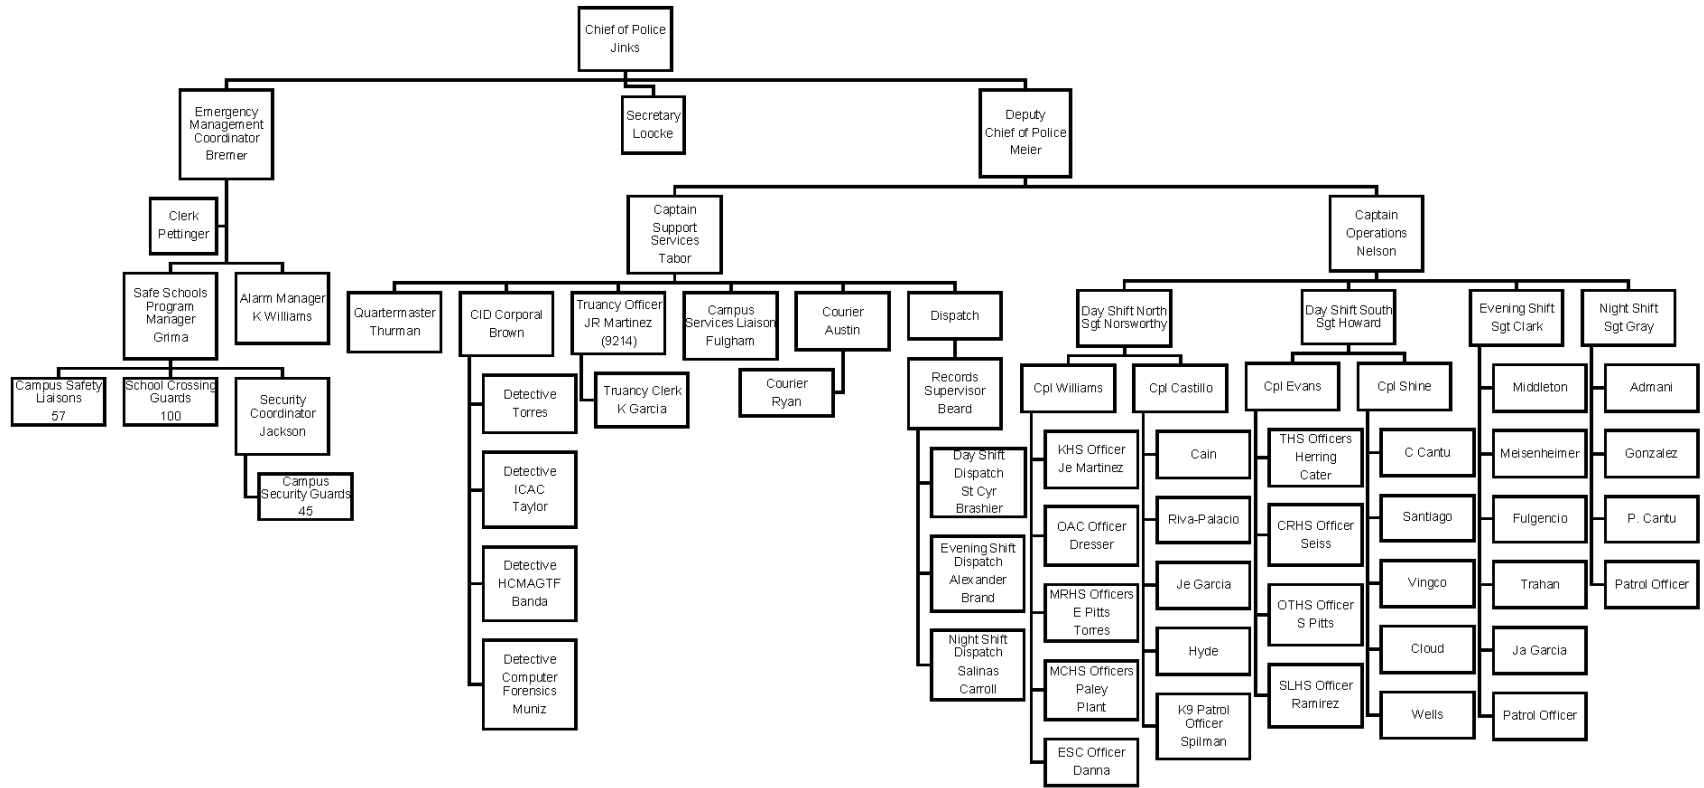 Chief of Police
Jinks
Emergency
Management
Coordinator
Bremer
Secretary
Loocke
Deputy
Chief of Police
Meier
Clerk
Pettinger
Captain
Support
Services
Tabor
Captain
Operations
Nelson
Safe Schools
Program
Manager
Grima
Alarm Manager
K Williams
Quartermaster
Thurman
CID Corporal
Brown
Truancy Officer
JR Martinez
(9214)
Campus
Services Liaison
Fulgham
Courier
Austin
Dispatch
Day Shift North
Sgt Norsworthy
Day Shift South
Sgt Howard
Evening Shift
Sgt Clark
Night Shift
Sgt Gray
Campus Safety
Liaisons
57
School Crossing
Guards
100
Security
Coordinator
Jackson
Campus
Security Guards
45
Detective
Torres
Detective
ICAC
Taylor
Detective
HCMAGTF
Banda
Detective
Computer
Forensics
Muniz
Truancy Clerk
K Garcia
Courier
Ryan
Records
Supervisor
Beard
Day Shift
Dispatch
St Cyr
Brashier
Evening Shift
Dispatch
Alexander
Brand
Night Shift
Dispatch
Salinas
Carroll
Cpl Williams
KHS Officer
Je Martinez
OAC Officer
Dresser
MRHS Officers
E Pitts
Torres
MCHS Officers
Paley
Plant
ESC Officer
Danna
Cpl Castillo
Cain
Riva-Palacio
Je Garcia
Hyde
K9 Patrol
Officer
Spilman
Cpl Evans
THS Officers
Herring
Cater
CRHS Officer
Seiss
OTHS Officer
S Pitts
SLHS Officer
Ramirez
Cpl Shine
C Cantu
Santiago
Vingco
Cloud
Wells
Middleton
Meisenheimer
Fulgencio
Trahan
Ja Garcia
Patrol Officer
Admani
Gonzalez
P. Cantu
Patrol Officer